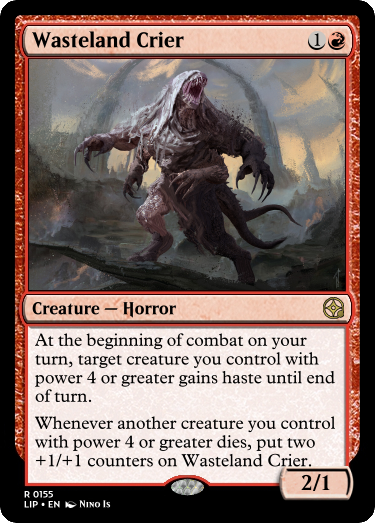 Wasteland Crier 1
Creature — Horror
At the beginning of combat on your
turn, target creature you control with
power 4 or greater gains haste until end
of turn.
Whenever another creature you control
with power 4 or greater dies, put two
+1/+1 counters on Wasteland Crier.
2/1
R 0155
LIP • EN Nino Is